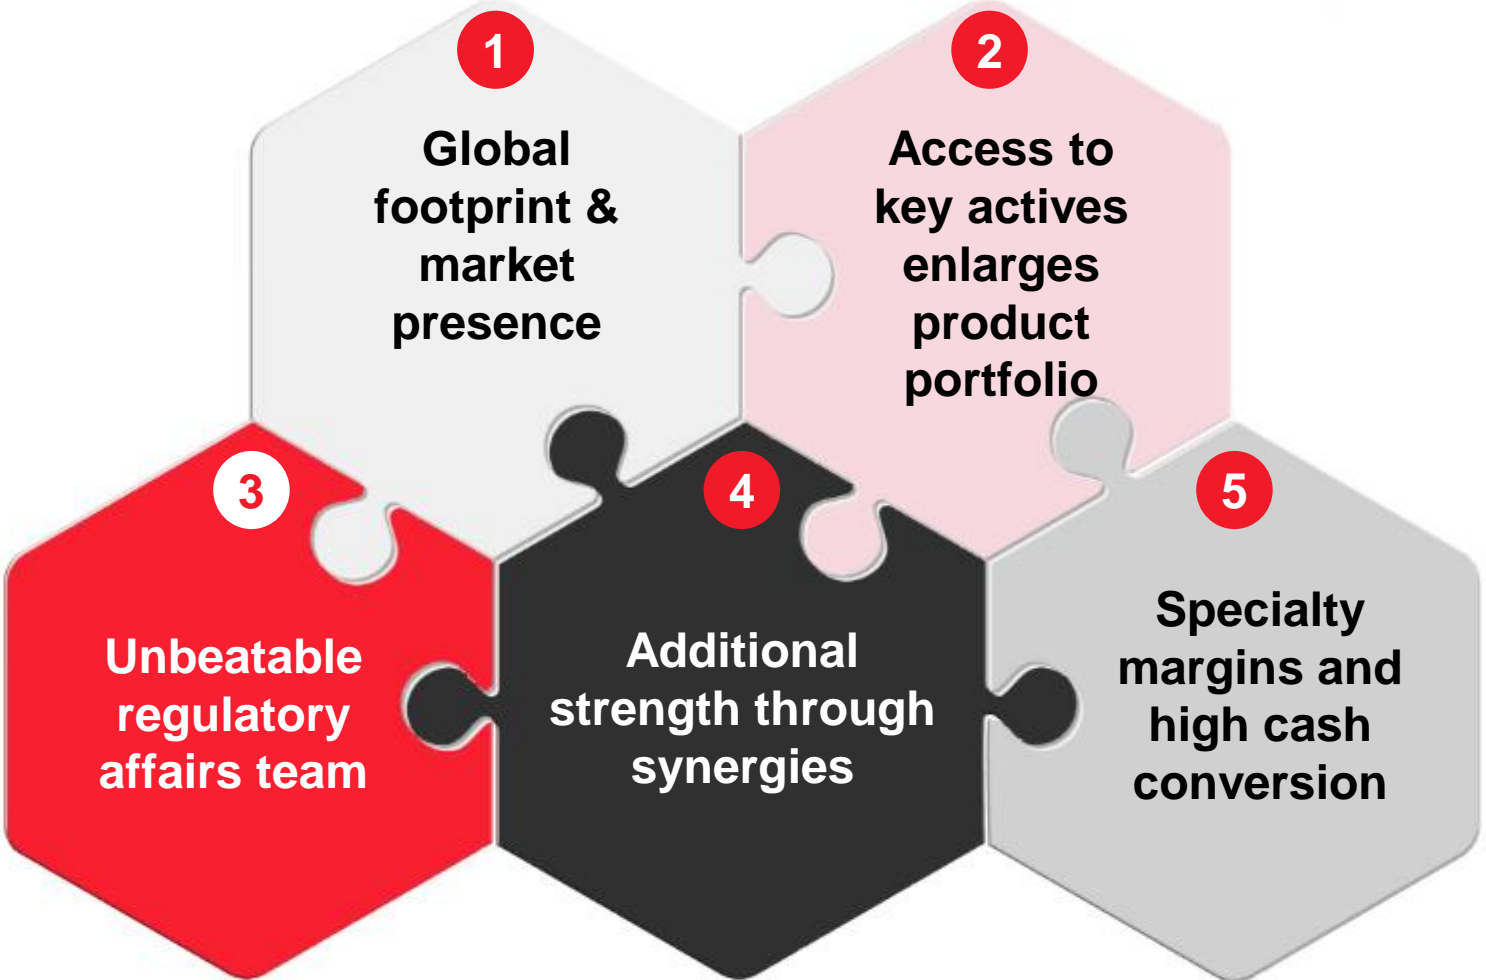 1
Global
footprint &
market
presence
2
Access to
key actives
enlarges
product
portfolio
3
Unbeatable
regulatory
affairs team
4
Additional
strength through
synergies
5
Specialty
margins and
high cash
conversion